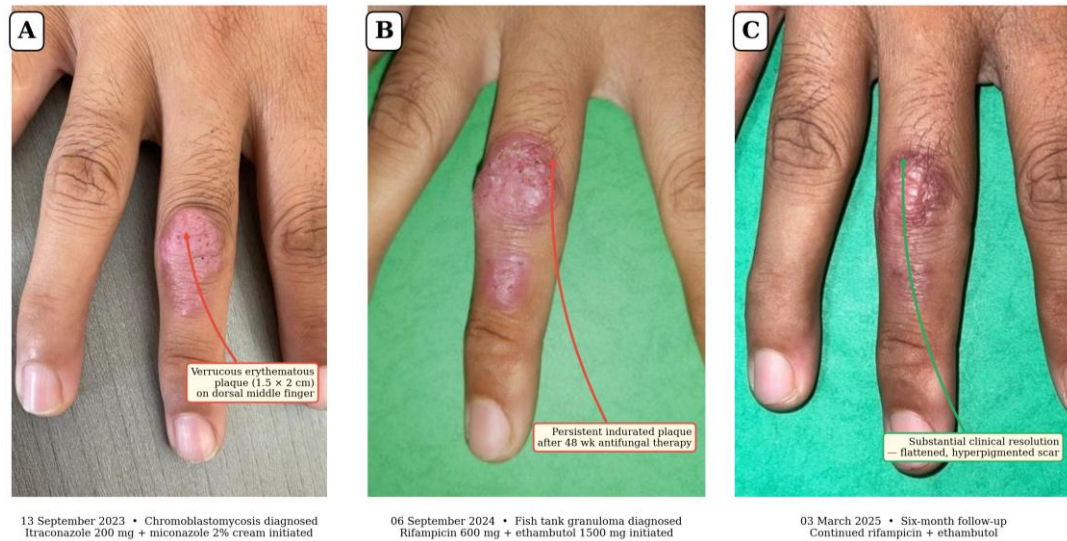 A
B
C
Verrucous erythematous
plaque (1.5 × 2 cm)
on dorsal middle finger
Persistent indurated plaque
after 48 wk antifungal therapy
Substantial clinical resolution
— flattened, hyperpigmented scar
13 September 2023 • Chromoblastomycosis diagnosed
Itraconazole 200 mg + miconazole 2% cream initiated
06 September 2024 • Fish tank granuloma diagnosed
Rifampicin 600 mg + ethambutol 1500 mg initiated
03 March 2025 • Six-month follow-up
Continued rifampicin + ethambutol